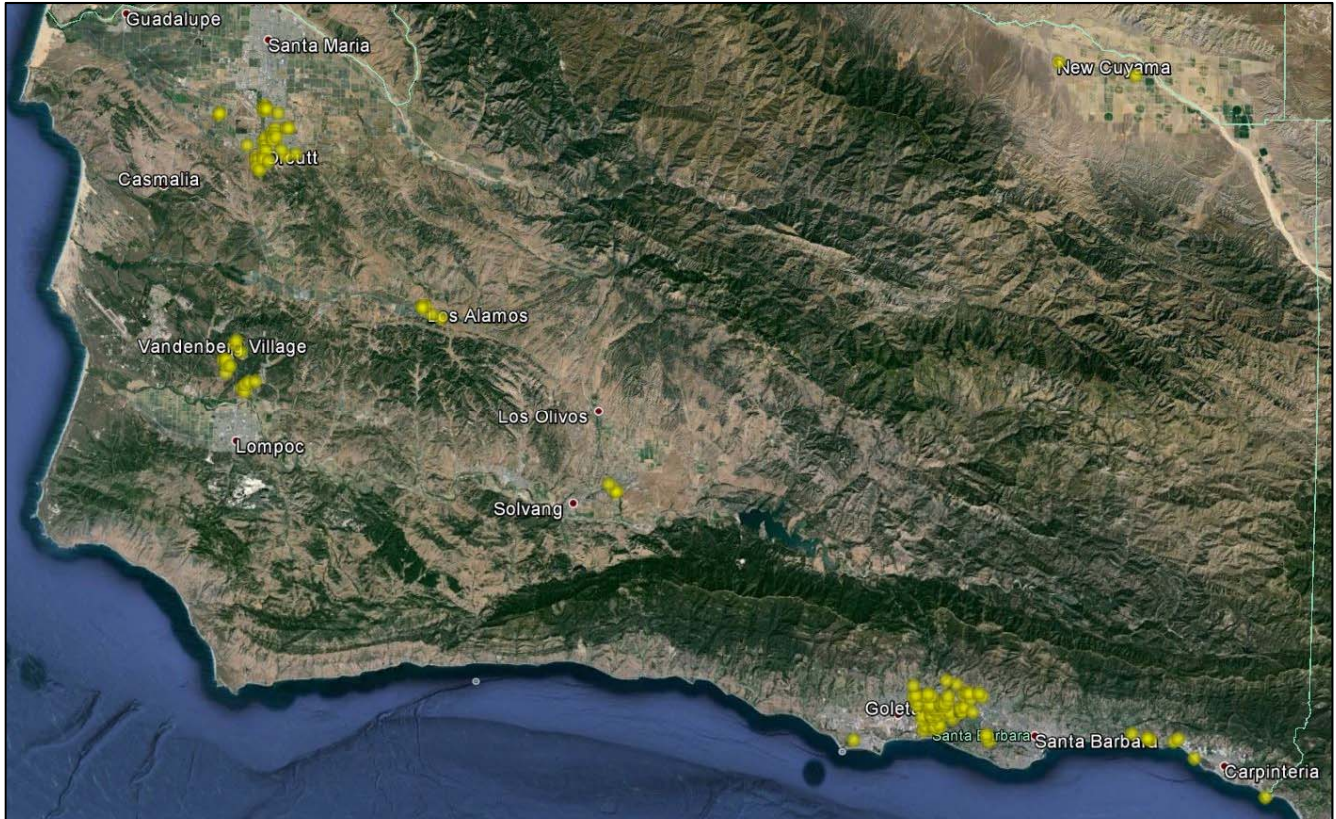 Guadalupe
Santa Maria
New Cuyama
Orcutt
Casmalia
Los Alamos
Vandenberg Village
Los Olivos
Lompoc
Solvang
Goleta
Santa Barbara
Santa Barbara
Carpinteria